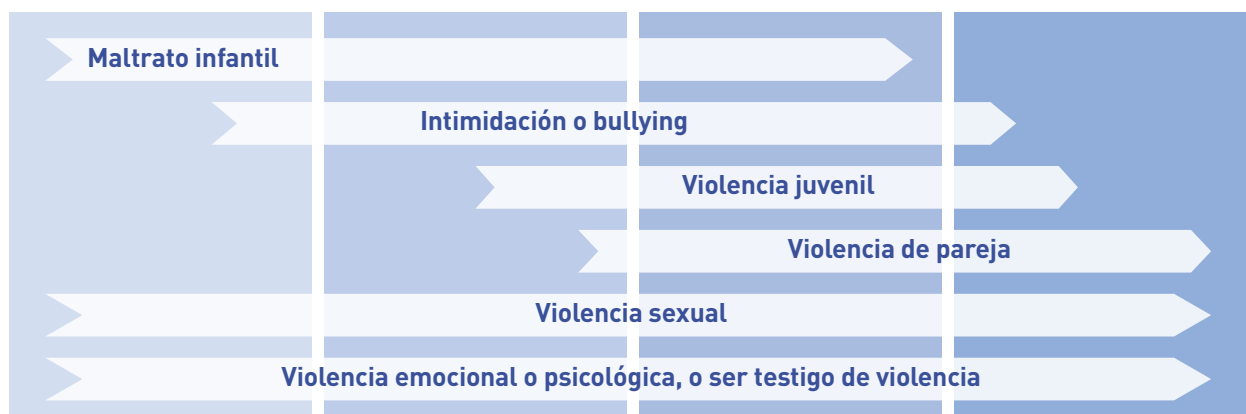 Maltrato infantil
Intimidación o bullying
Violencia juvenil
Violencia de pareja
Violencia sexual
Violencia emocional o psicológica, o ser testigo de violencia